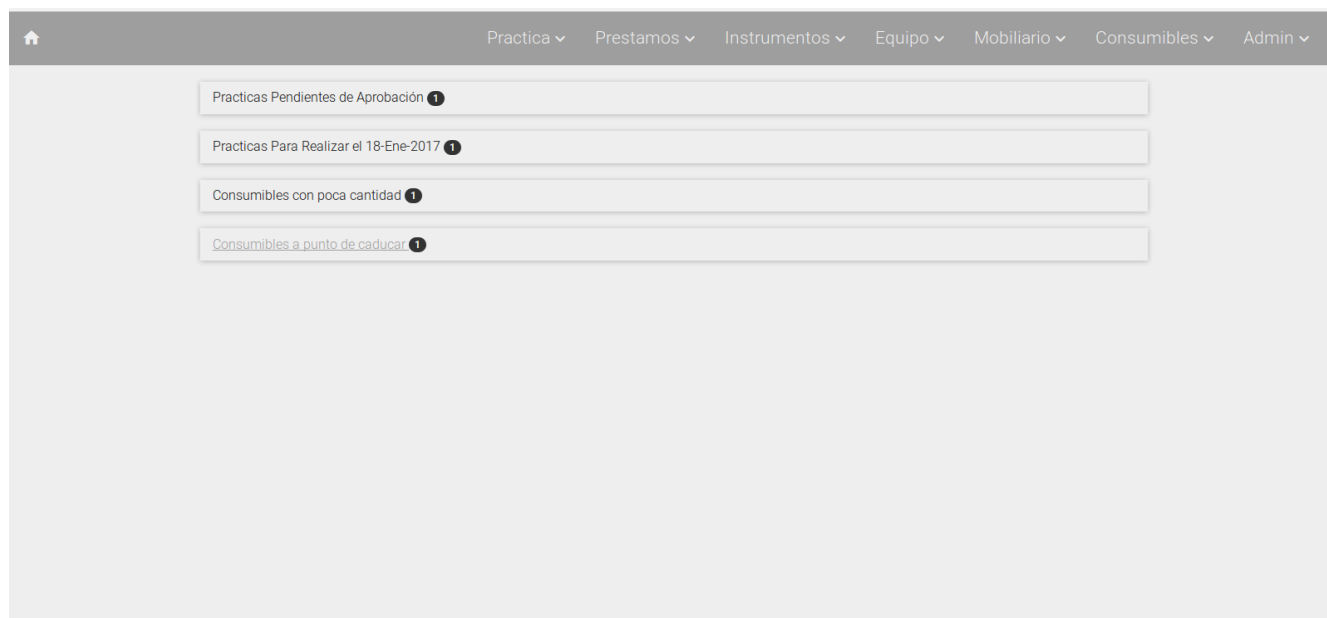 Practica Prestamos Instrumentos Equipo Mobiliario Consumibles Admin
Practicas Pendientes de Aprobación 1
Practicas Para Realizar el 18-Ene-2017 1
Consumibles con poca cantidad 1
Consumibles a punto de caducar 1